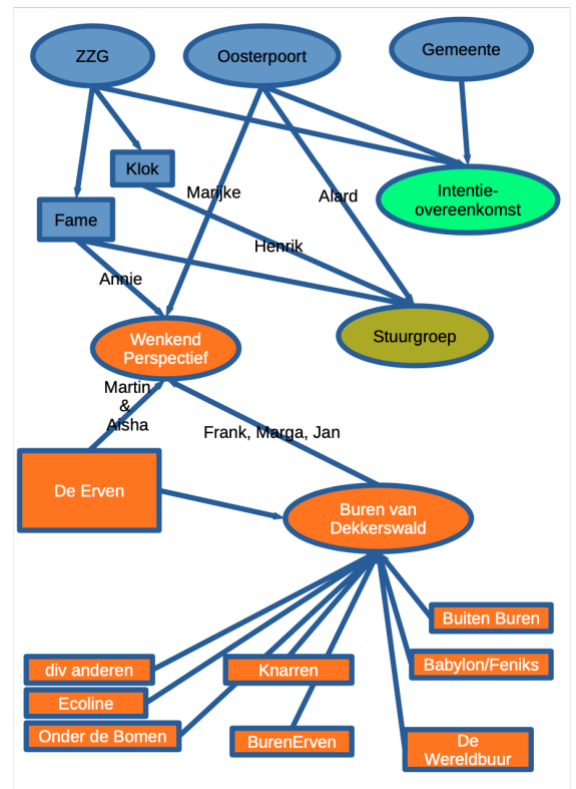 ZZG
Oosterpoort
Gemeente
Klok
Marijke
Alard
Intentie-
overeenkomst
Fame
Henrik
Annie
Wenkend
Perspectief
Stuurgroep
Martin
&
Aisha
Frank, Marga, Jan
De Erven
Buren van
Dekkerswald
Buiten Buren
div anderen
Knarren
Babylon/Feniks
Ecoline
Onder de Bomen
BurenErven
De
Wereldbuur